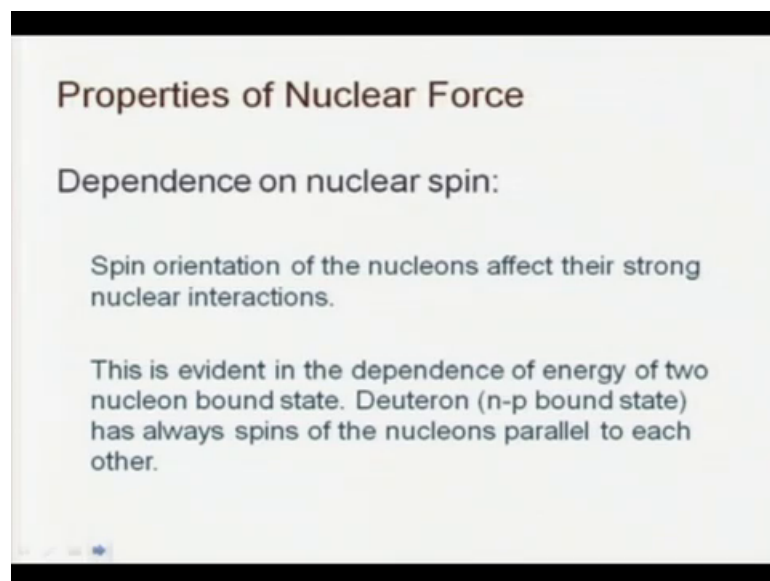 Properties of Nuclear Force
Dependence on nuclear spin:
Spin orientation of the nucleons affect their strong
nuclear interactions.
This is evident in the dependence of energy of two
nucleon bound state. Deuteron (n-p bound state)
has always spins of the nucleons parallel to each
other.